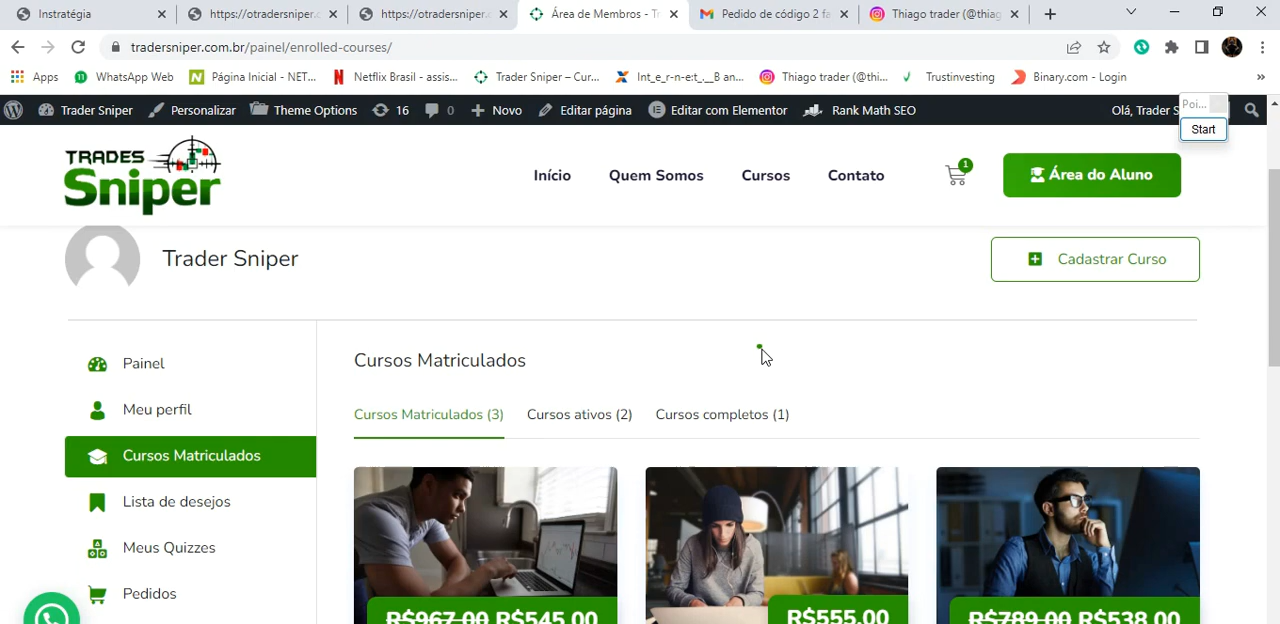 Instratégia
https://otradersniper.c
https://otradersniper.c
Área de Membros - Tr
Pedido de código 2 fa
Thiago trader (@thiag
tradersniper.com.br/painel/enrolled-courses/
Apps
WhatsApp Web
Página Inicial - NET...
Netflix Brasil - assis...
Trader Sniper – Cur...
Int_e_r-n-e:t_._B an...
Thiago trader (@thi...
Trustinvesting
Binary.com - Login
»
Trader Sniper
Personalizar
Theme Options
16
0
Novo
Editar página
Editar com Elementor
Rank Math SEO
Olá, Trader S
Poi...
Start
TRADES
Sniper
Início
Quem Somos
Cursos
Contato
1
Área do Aluno
Trader Sniper
Cadastrar Curso
Painel
Meu perfil
Cursos Matriculados
Lista de desejos
Meus Quizzes
Pedidos
Cursos Matriculados
Cursos Matriculados (3)
Cursos ativos (2)
Cursos completos (1)
R$967,00 R$545,00
R$555,00
R$789,00 R$538,00